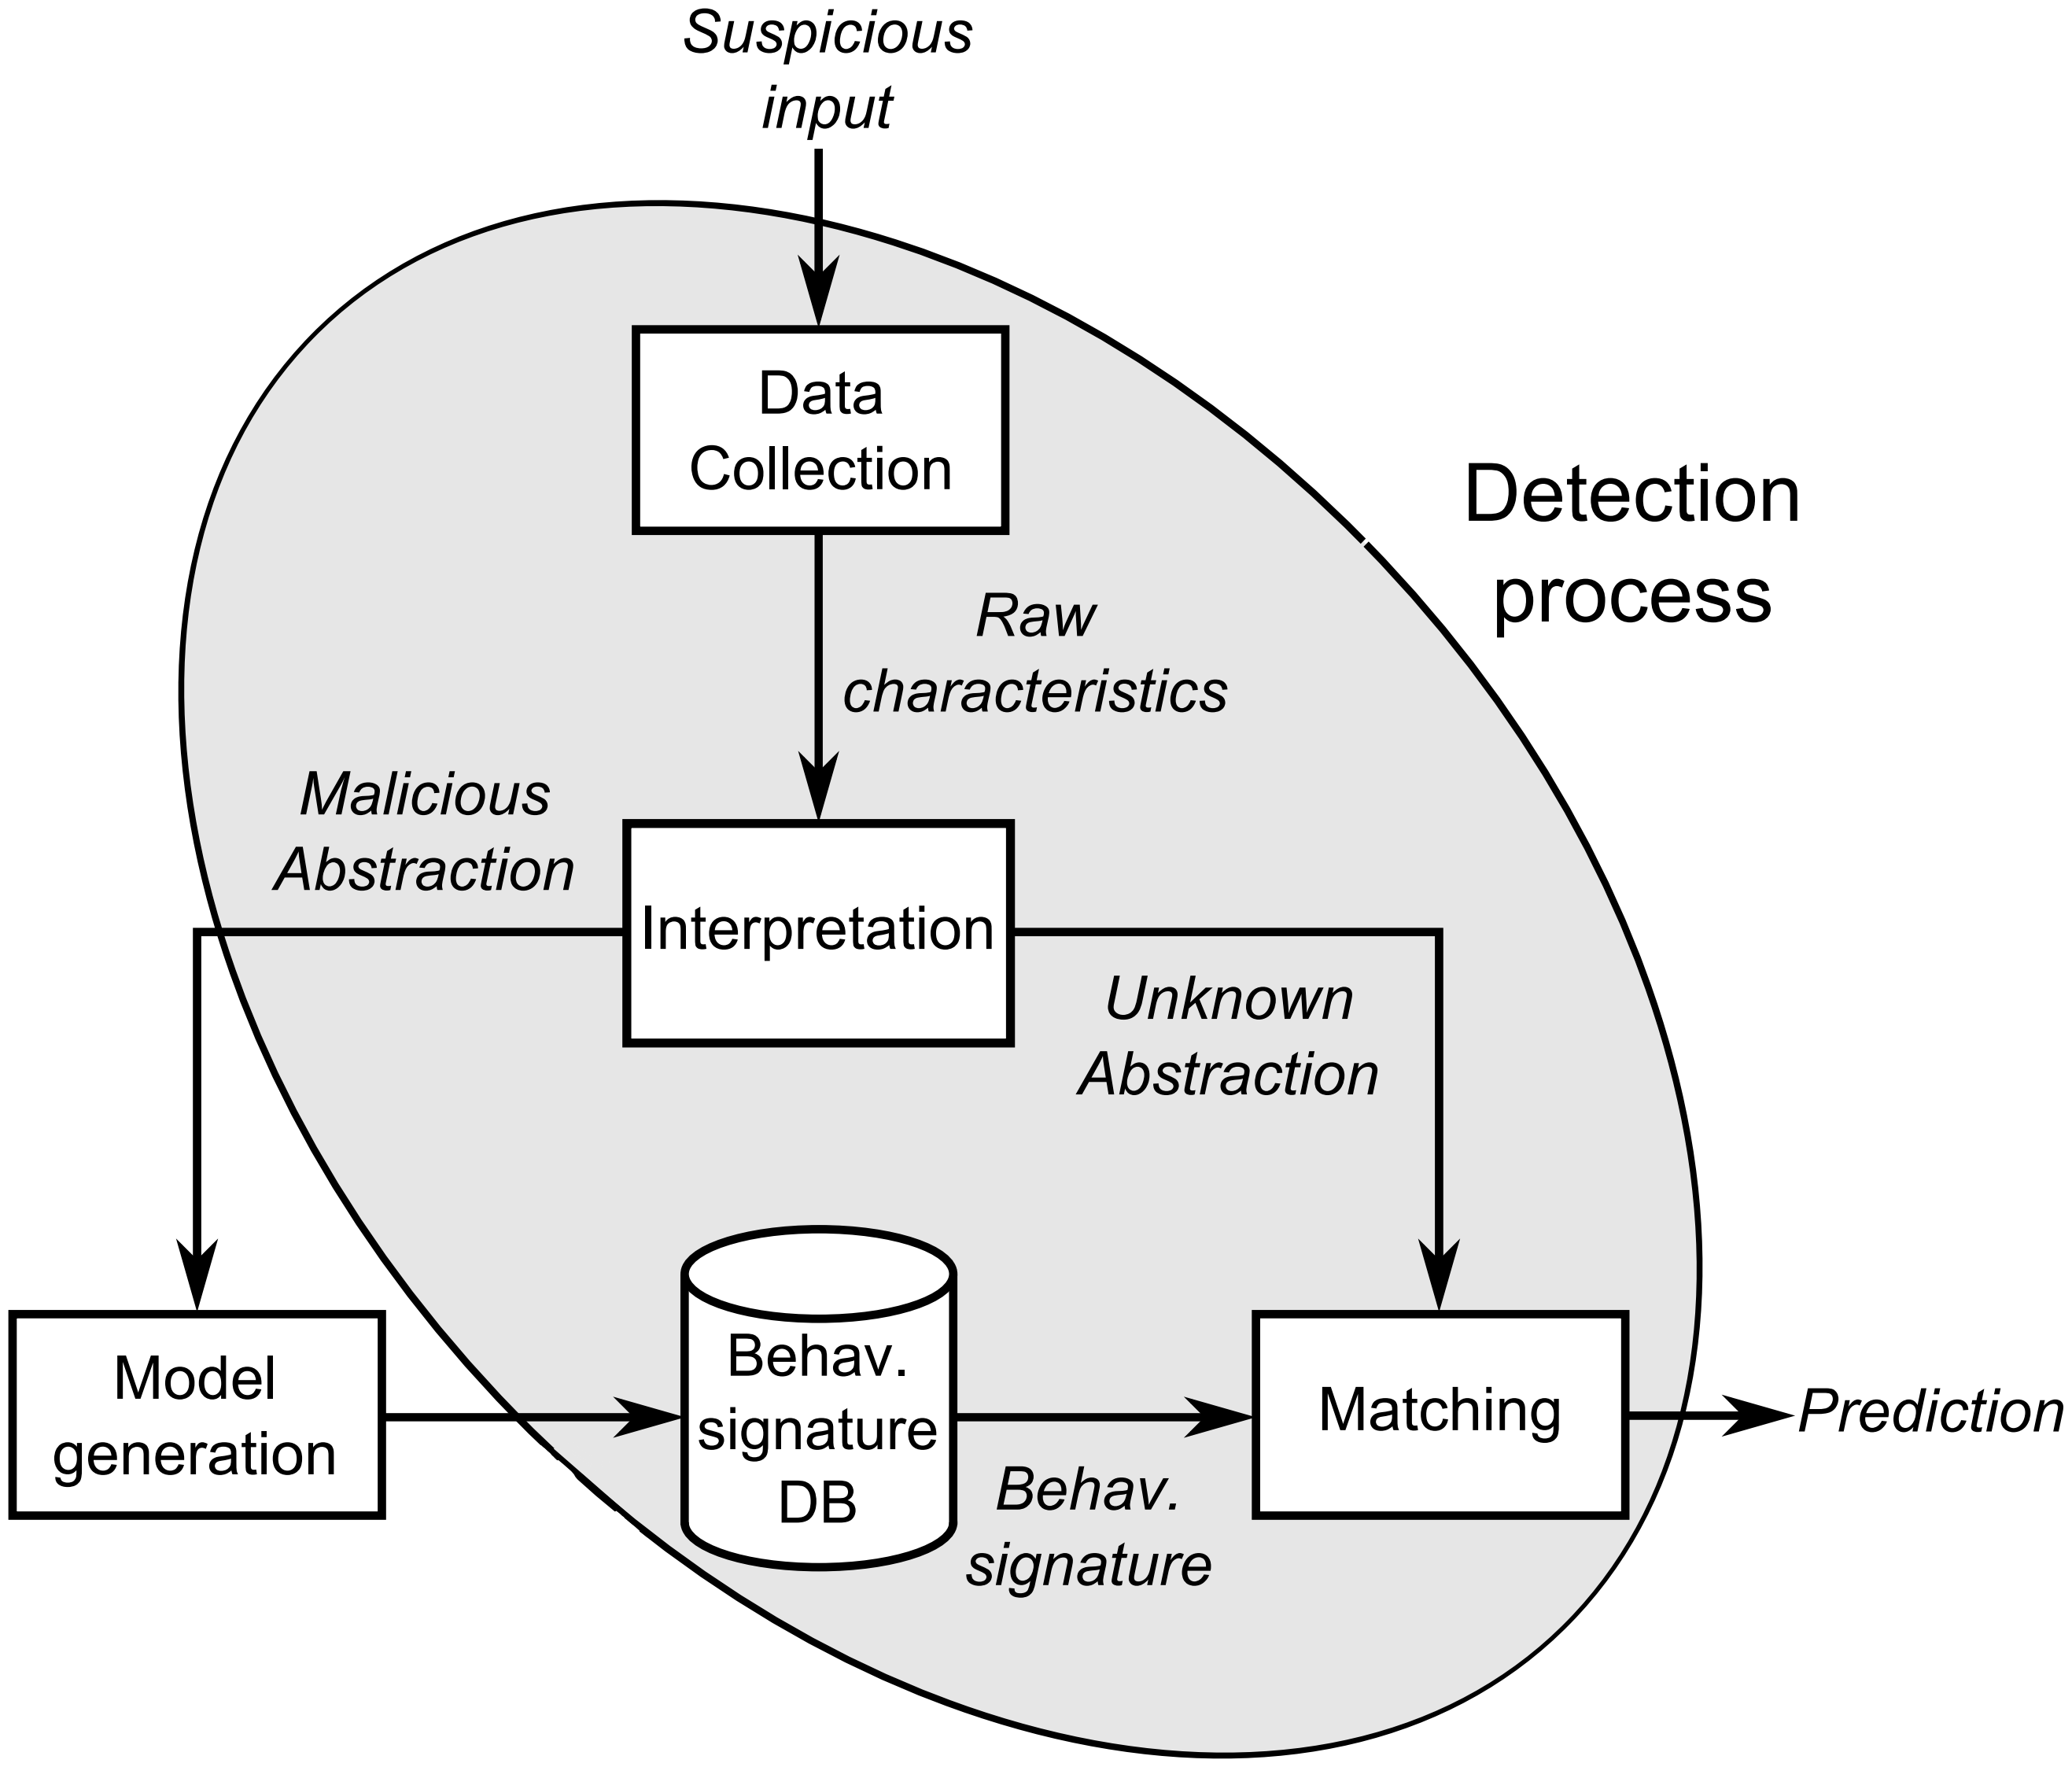 Suspicious
input
Data
Collection
Detection
process
Raw
characteristics
Malicious
Abstraction
Interpretation
Unknown
Abstraction
Model
generation
Behav.
signature
DB
Behav.
signature
Matching
Prediction